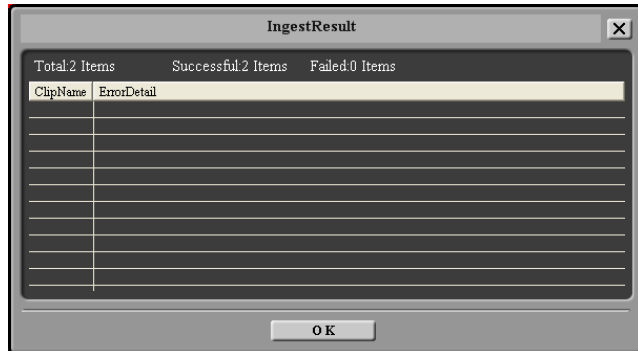 IngestResult
Total:2 Items Successful:2 Items Failed:0 Items
ClipName ErrorDetail
OK